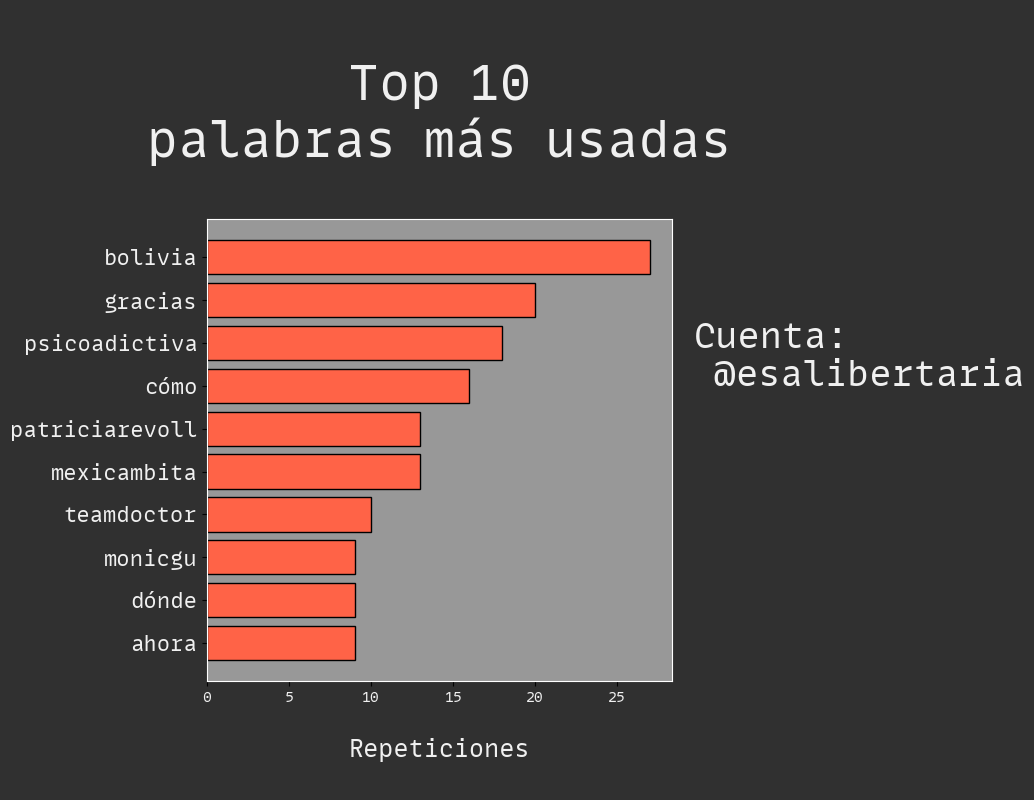 Top 10
palabras más usadas
bolivia
gracias
psicoadictiva
cómo
patriciarevoll
mexicambita
teamdoctor
monicgu
dónde
ahora
0 5 10 15 20 25
Repeticiones
Cuenta:
@esalibertaria